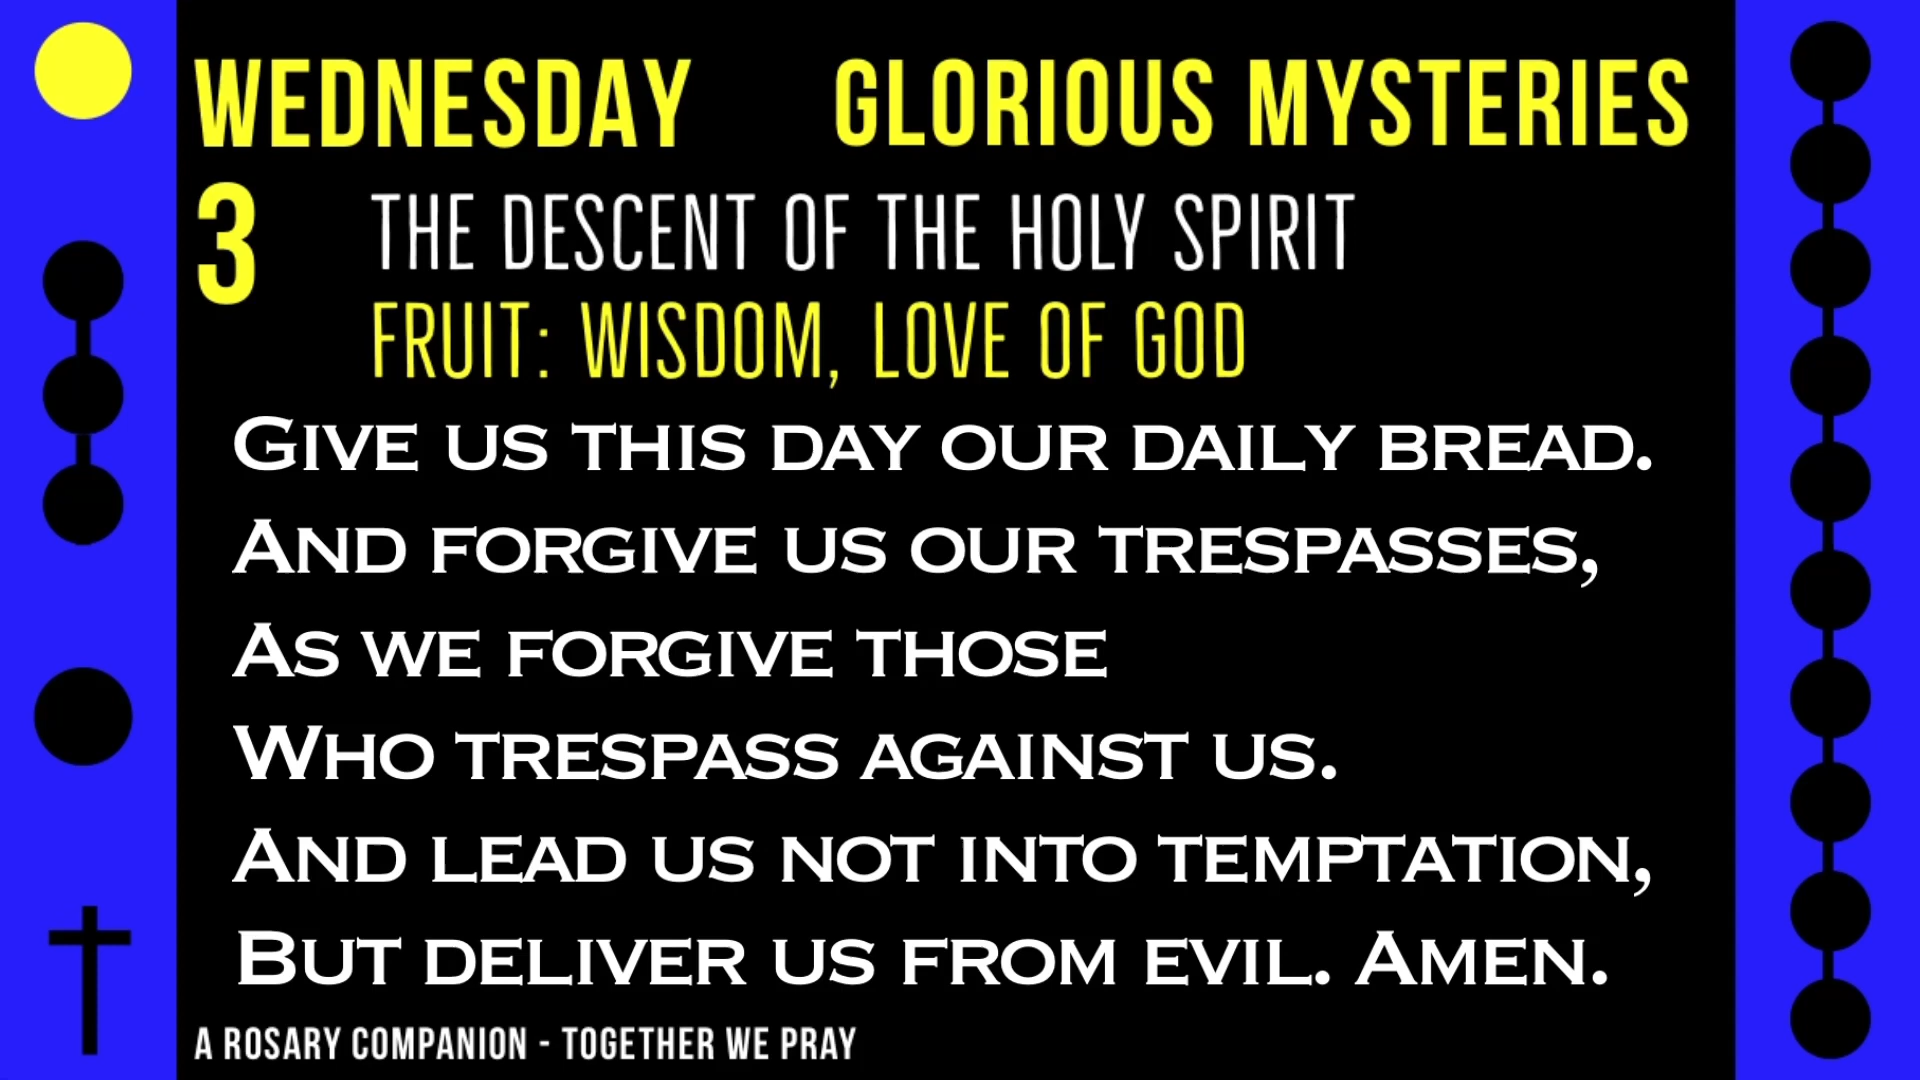 WEDNESDAY GLORIOUS MYSTERIES
3 THE DESCENT OF THE HOLY SPIRIT
FRUIT: WISDOM, LOVE OF GOD
GIVE US THIS DAY OUR DAILY BREAD.
AND FORGIVE US OUR TRESPASSES,
AS WE FORGIVE THOSE
WHO TRESPASS AGAINST US.
AND LEAD US NOT INTO TEMPTATION,
BUT DELIVER US FROM EVIL. AMEN.
A ROSARY COMPANION - TOGETHER WE PRAY